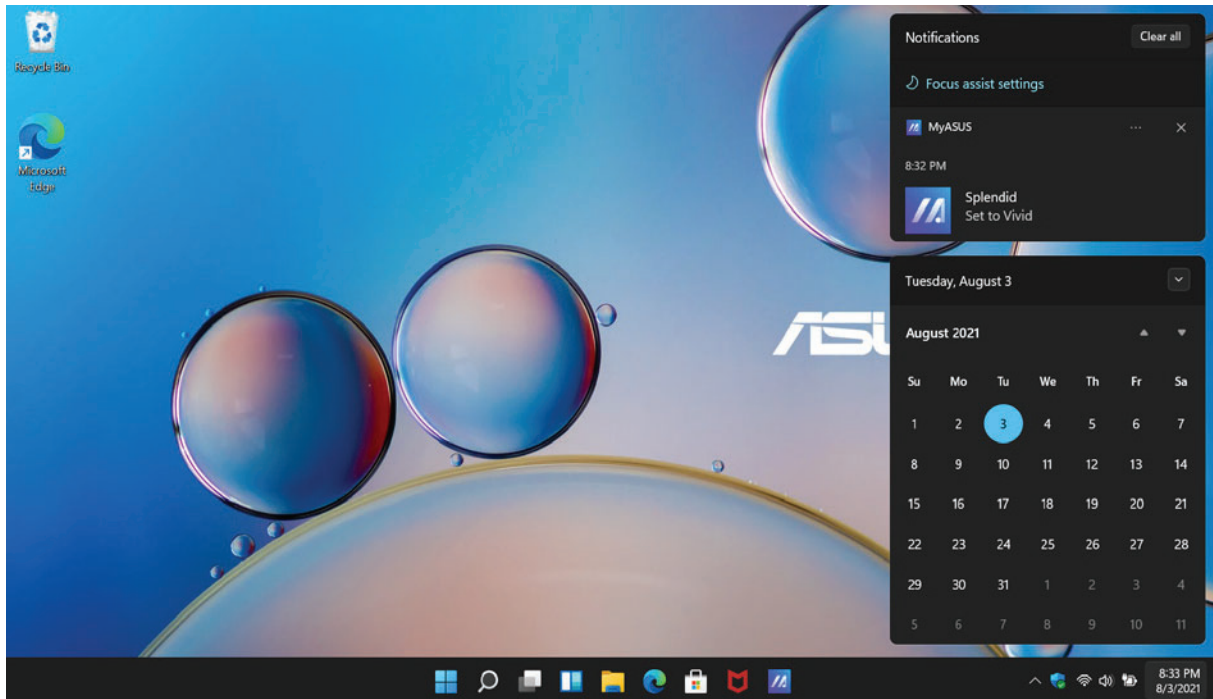 Recycle Bin
Microsoft
Edge
Notifications
Clear all
Focus assist settings
MyASUS
8:32 PM
Splendid
Set to Vivid
Tuesday, August 3
August 2021
Su Mo Tu We Th Fr Sa
1 2 3 4 5 6 7
8 9 10 11 12 13 14
15 16 17 18 19 20 21
22 23 24 25 26 27 28
29 30 31 1 2 3 4
5 6 7 8 9 10 11
8:33 PM
8/3/2021